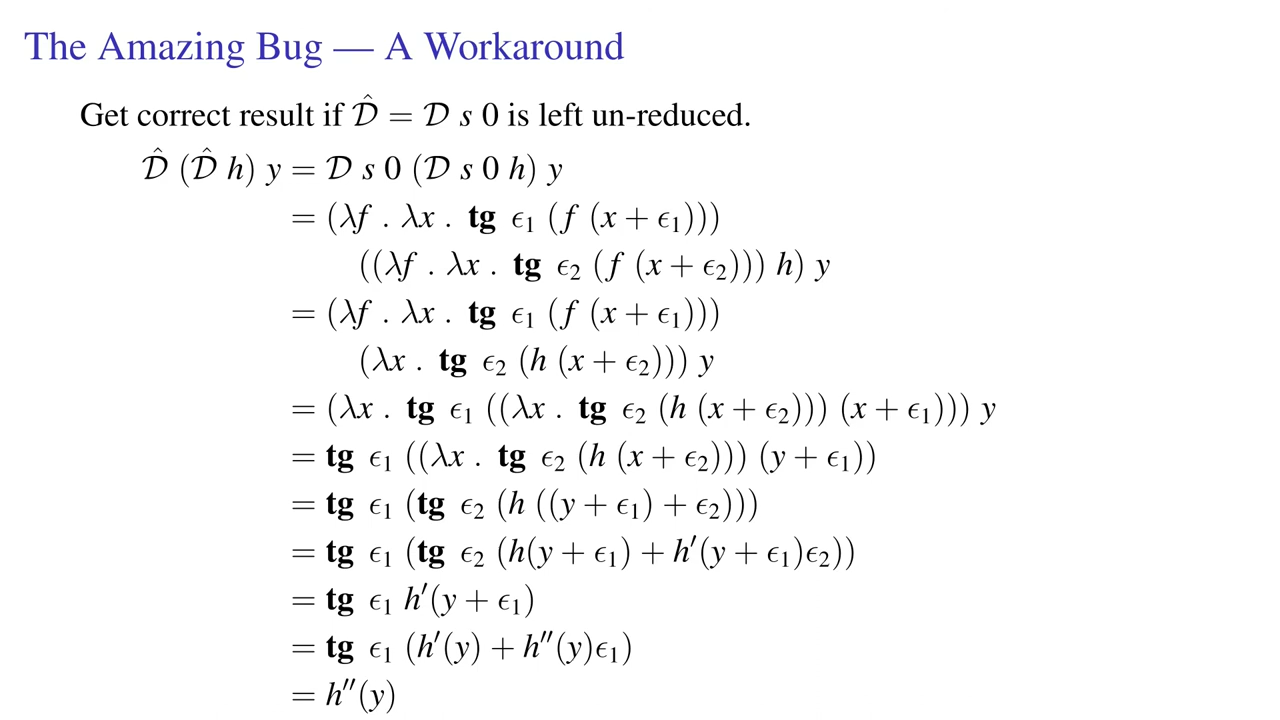 The Amazing Bug — A Workaround
Get correct result if 𝒟̂ = 𝒟 s 0 is left un-reduced.
𝒟̂ (𝒟̂ h) y = 𝒟 s 0 (𝒟 s 0 h) y
= (λf . λx . tg ϵ₁ (f (x + ϵ₁)))
((λf . λx . tg ϵ₂ (f (x + ϵ₂))) h) y
= (λf . λx . tg ϵ₁ (f (x + ϵ₁)))
(λx . tg ϵ₂ (h (x + ϵ₂))) y
= (λx . tg ϵ₁ ((λx . tg ϵ₂ (h (x + ϵ₂))) (x + ϵ₁))) y
= tg ϵ₁ ((λx . tg ϵ₂ (h (x + ϵ₂))) (y + ϵ₁))
= tg ϵ₁ (tg ϵ₂ (h ((y + ϵ₁) + ϵ₂)))
= tg ϵ₁ (tg ϵ₂ (h(y + ϵ₁) + h′(y + ϵ₁)ϵ₂))
= tg ϵ₁ h′(y + ϵ₁)
= tg ϵ₁ (h′(y) + h″(y)ϵ₁)
= h″(y)